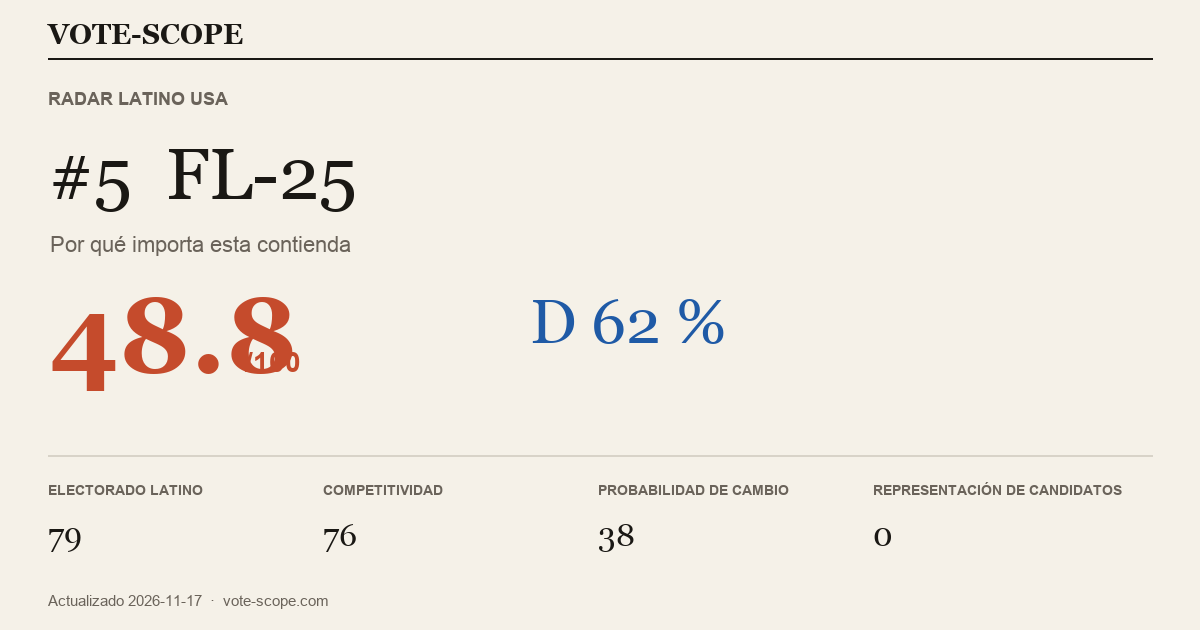 VOTE-SCOPE
RADAR LATINO USA
#5 FL-25
Por qué importa esta contienda
48.8 /100
D 62 %
ELECTORADO LATINO
79
COMPETITIVIDAD
76
PROBABILIDAD DE CAMBIO
38
REPRESENTACIÓN DE CANDIDATOS
0
Actualizado 2026-11-17 · vote-scope.com